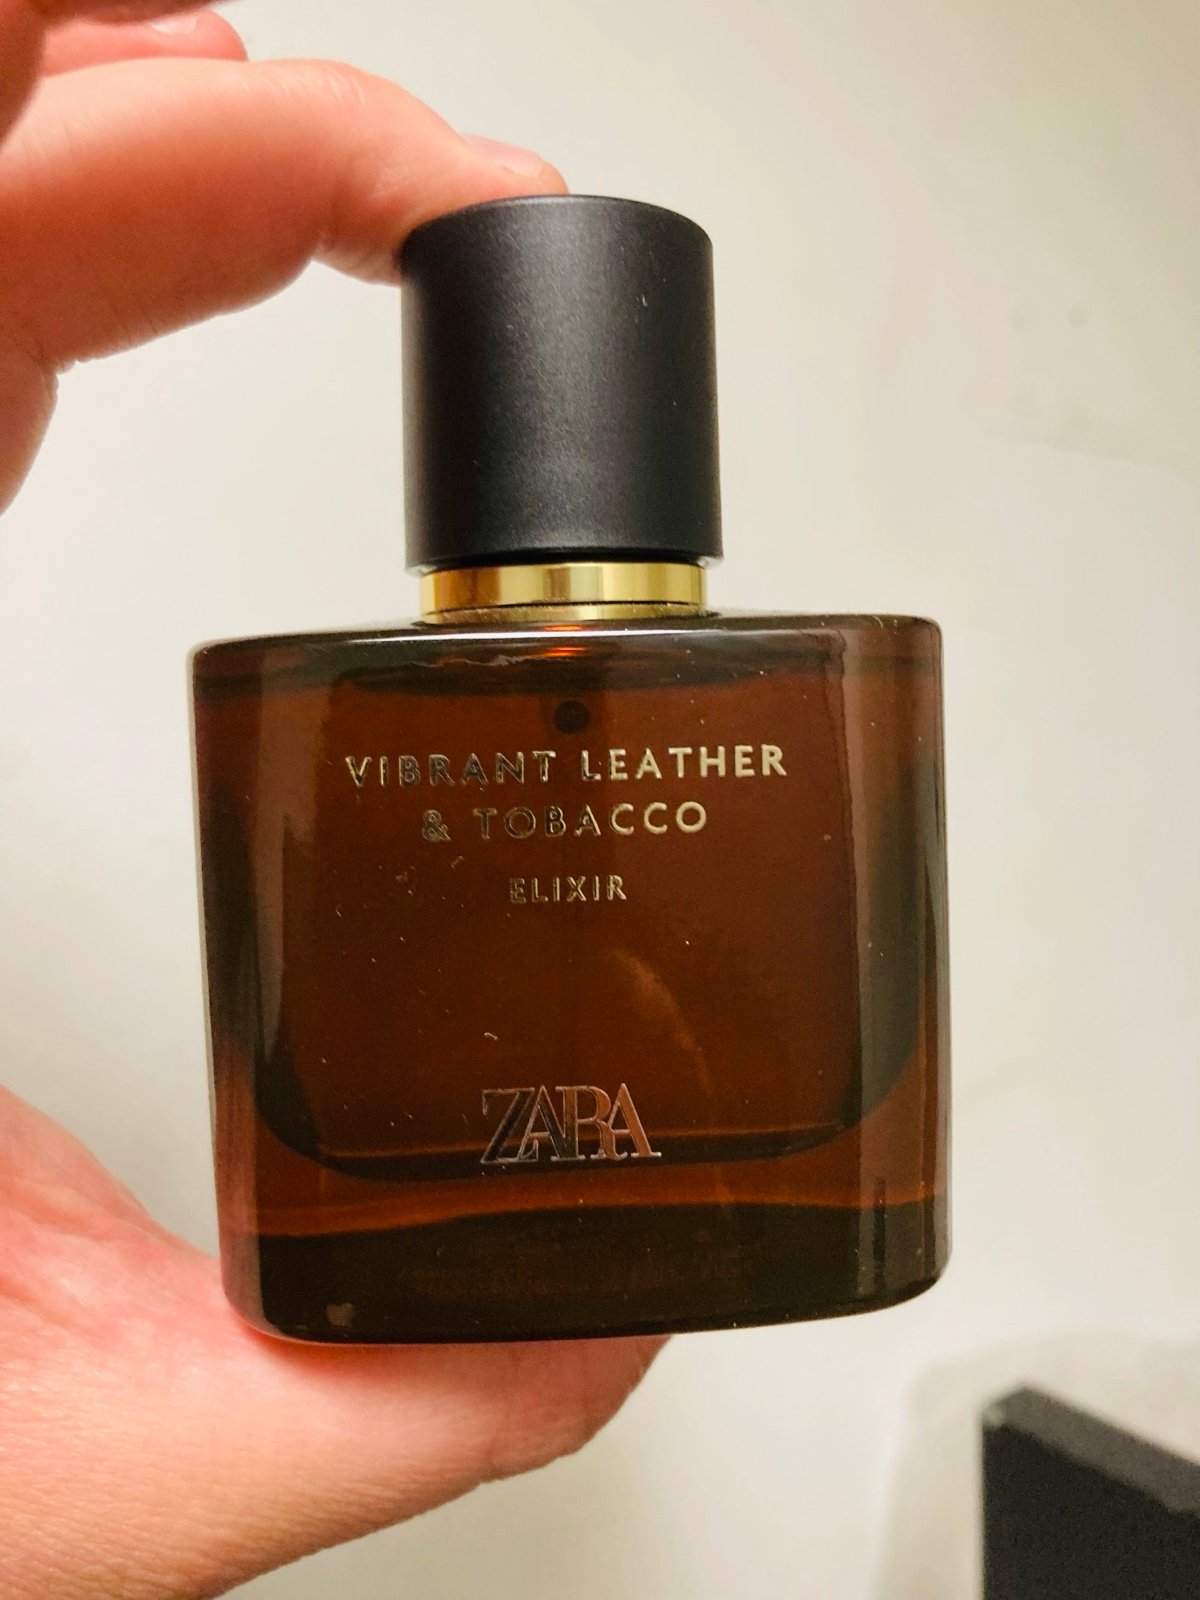 VIBRANT LEATHER
& TOBACCO
ELIXIR
ZARA